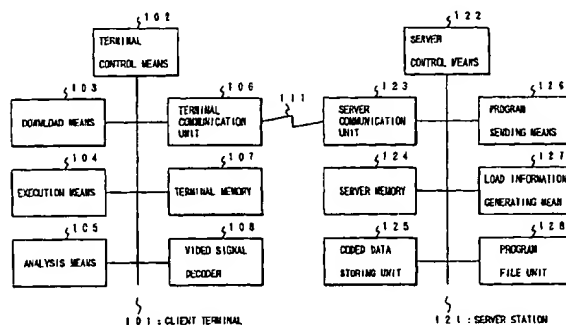 102
TERMINAL
CONTROL MEANS
122
SERVER
CONTROL MEANS
103
DOWNLOAD MEANS
106
TERMINAL
COMMUNICATION
UNIT
111
123
SERVER
COMMUNICATION
UNIT
126
PROGRAM
SENDING MEANS
104
EXECUTION MEANS
107
TERMINAL MEMORY
124
SERVER MEMORY
127
LOAD INFORMATION
GENERATING MEAN
105
ANALYSIS MEANS
108
VIDEO SIGNAL
DECODER
125
CODED DATA
STORING UNIT
128
PROGRAM
FILE UNIT
101 : CLIENT TERMINAL
121 : SERVER STATION